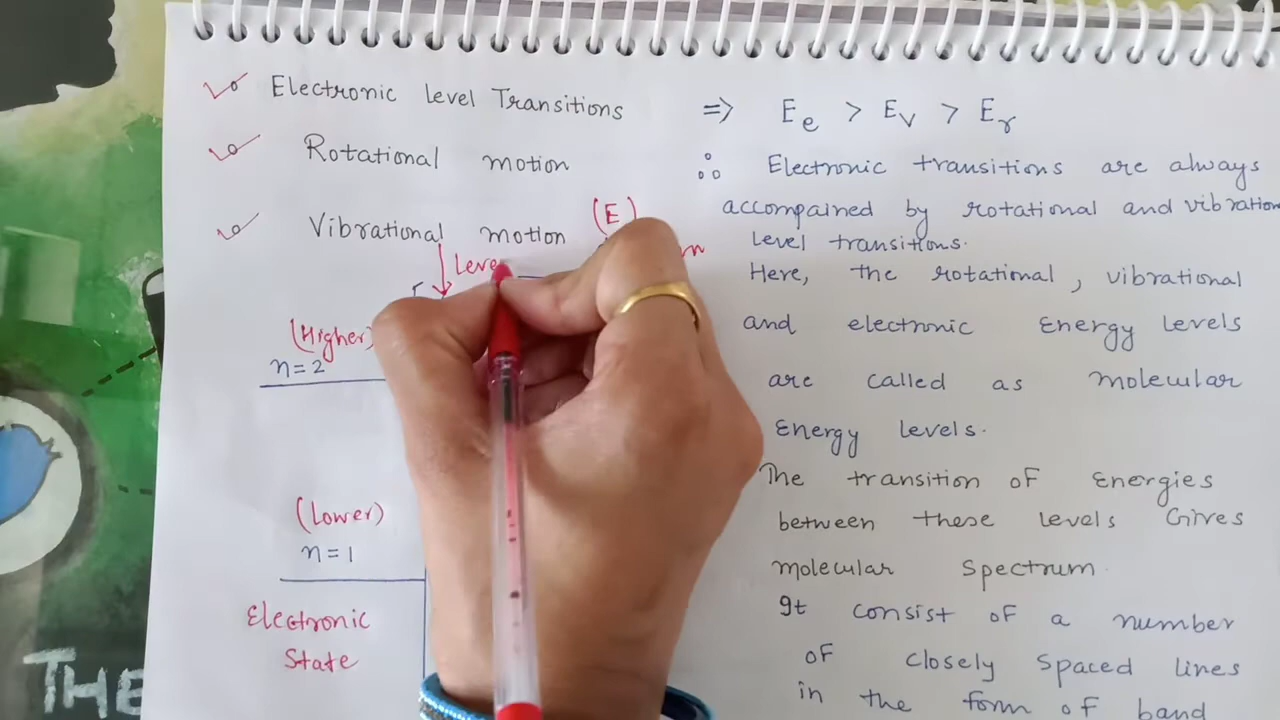 Electronic level Transitions
Rotational motion
Vibrational motion
(E)
Leve
(Higher)
n=2
(Lower)
n=1
Electronic
State
=> Ee > Ev > Er
∴ Electronic transitions are always
accompained by rotational and vibration
level transitions.
Here, the rotational, vibrational
and electronic Energy levels
are called as molecular
Energy levels.
The transition of Energies
between these levels Gives
molecular Spectrum.
It consist of a number
of closely spaced lines
in the form of band
THE